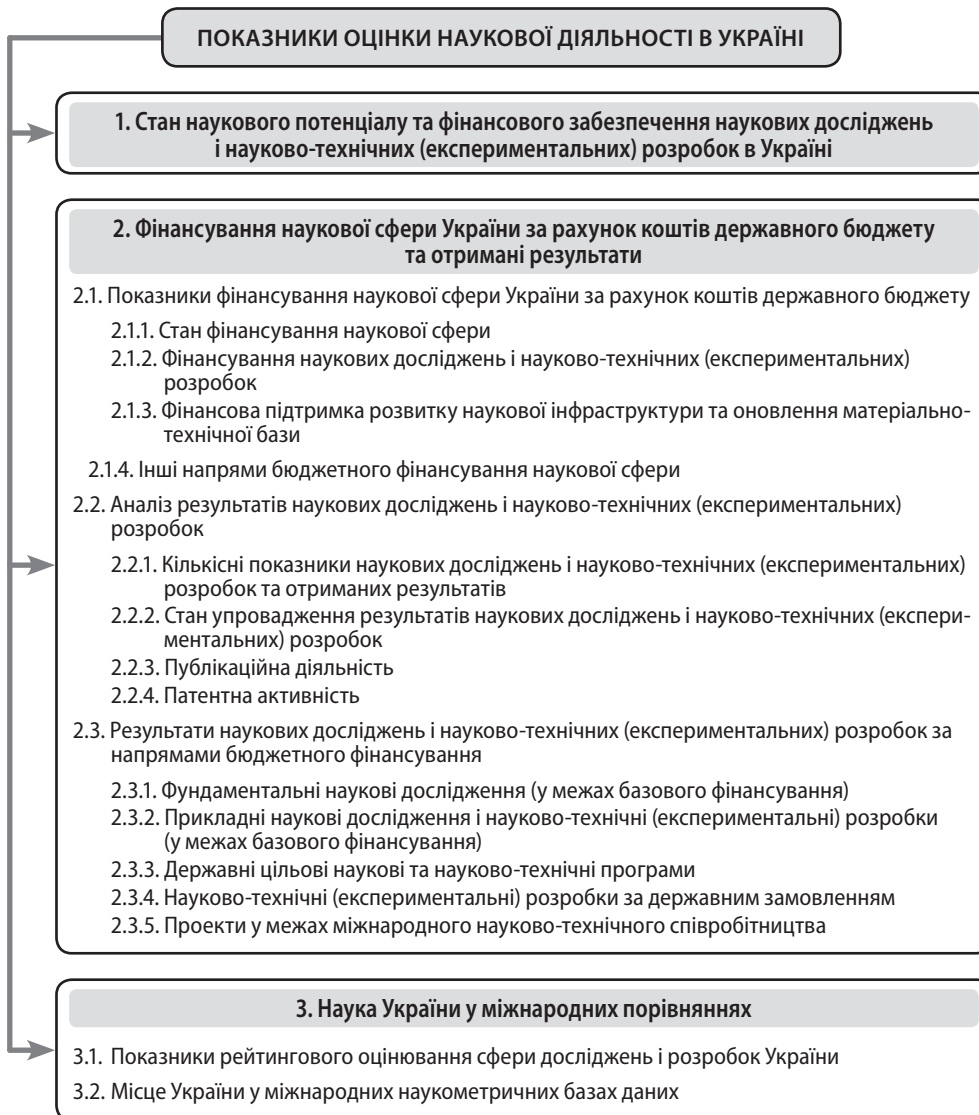 ПОКАЗНИКИ ОЦІНКИ НАУКОВОЇ ДІЯЛЬНОСТІ В УКРАЇНІ
1. Стан наукового потенціалу та фінансового забезпечення наукових досліджень
і науково-технічних (експериментальних) розробок в Україні
2. Фінансування наукової сфери України за рахунок коштів державного бюджету
та отримані результати
2.1. Показники фінансування наукової сфери України за рахунок коштів державного бюджету
2.1.1. Стан фінансування наукової сфери
2.1.2. Фінансування наукових досліджень і науково-технічних (експериментальних)
розробок
2.1.3. Фінансова підтримка розвитку наукової інфраструктури та оновлення матеріально-
технічної бази
2.1.4. Інші напрями бюджетного фінансування наукової сфери
2.2. Аналіз результатів наукових досліджень і науково-технічних (експериментальних)
розробок
2.2.1. Кількісні показники наукових досліджень і науково-технічних (експериментальних)
розробок та отриманих результатів
2.2.2. Стан упровадження результатів наукових досліджень і науково-технічних (експери-
ментальних) розробок
2.2.3. Публікаційна діяльність
2.2.4. Патентна активність
2.3. Результати наукових досліджень і науково-технічних (експериментальних) розробок за
напрямами бюджетного фінансування
2.3.1. Фундаментальні наукові дослідження (у межах базового фінансування)
2.3.2. Прикладні наукові дослідження і науково-технічні (експериментальні) розробки
(у межах базового фінансування)
2.3.3. Державні цільові наукові та науково-технічні програми
2.3.4. Науково-технічні (експериментальні) розробки за державним замовленням
2.3.5. Проекти у межах міжнародного науково-технічного співробітництва
3. Наука України у міжнародних порівняннях
3.1. Показники рейтингового оцінювання сфери досліджень і розробок України
3.2. Місце України у міжнародних наукометричних базах даних